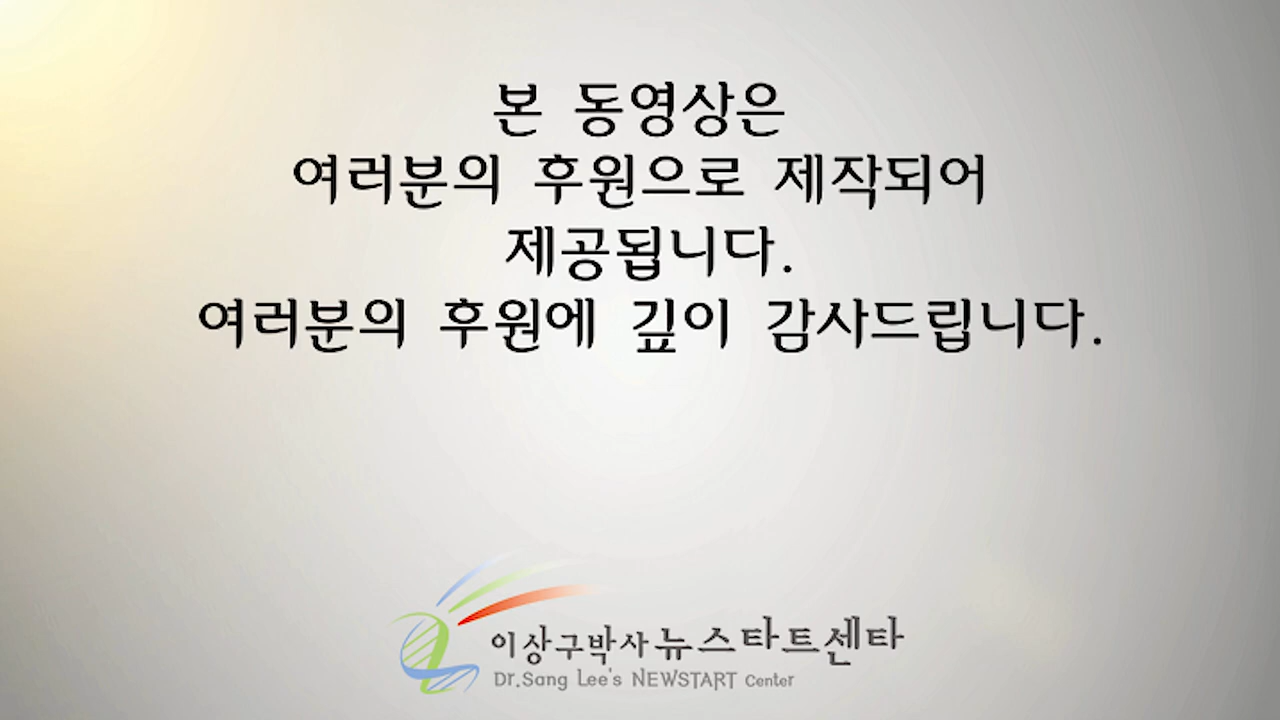 본 동영상은
여러분의 후원으로 제작되어
제공됩니다.
여러분의 후원에 깊이 감사드립니다.
이상구박사 뉴스타트센타
Dr.Sang Lee's NEWSTART Center